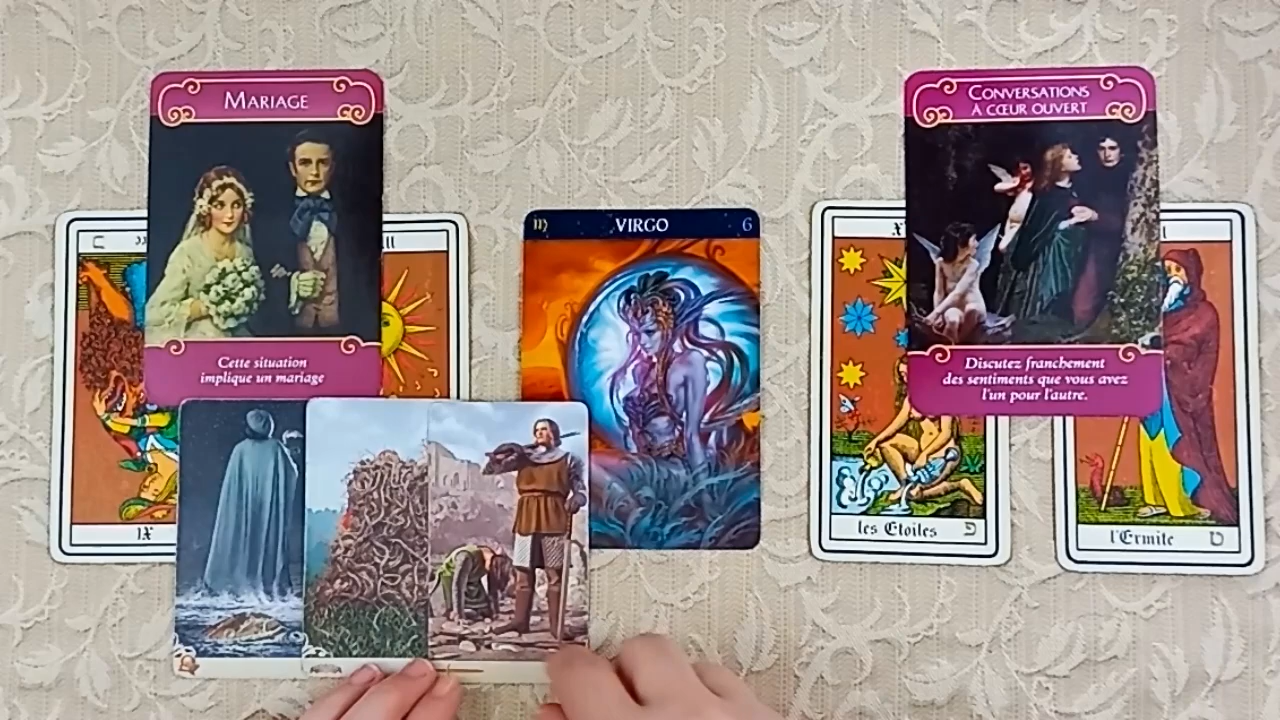 MARIAGE
Cette situation
implique un mariage
VIRGO
6
CONVERSATIONS
À CŒUR OUVERT
Discutez franchement
des sentiments que vous avez
l'un pour l'autre.
les Etoiles
פ
l'Ermite
ט